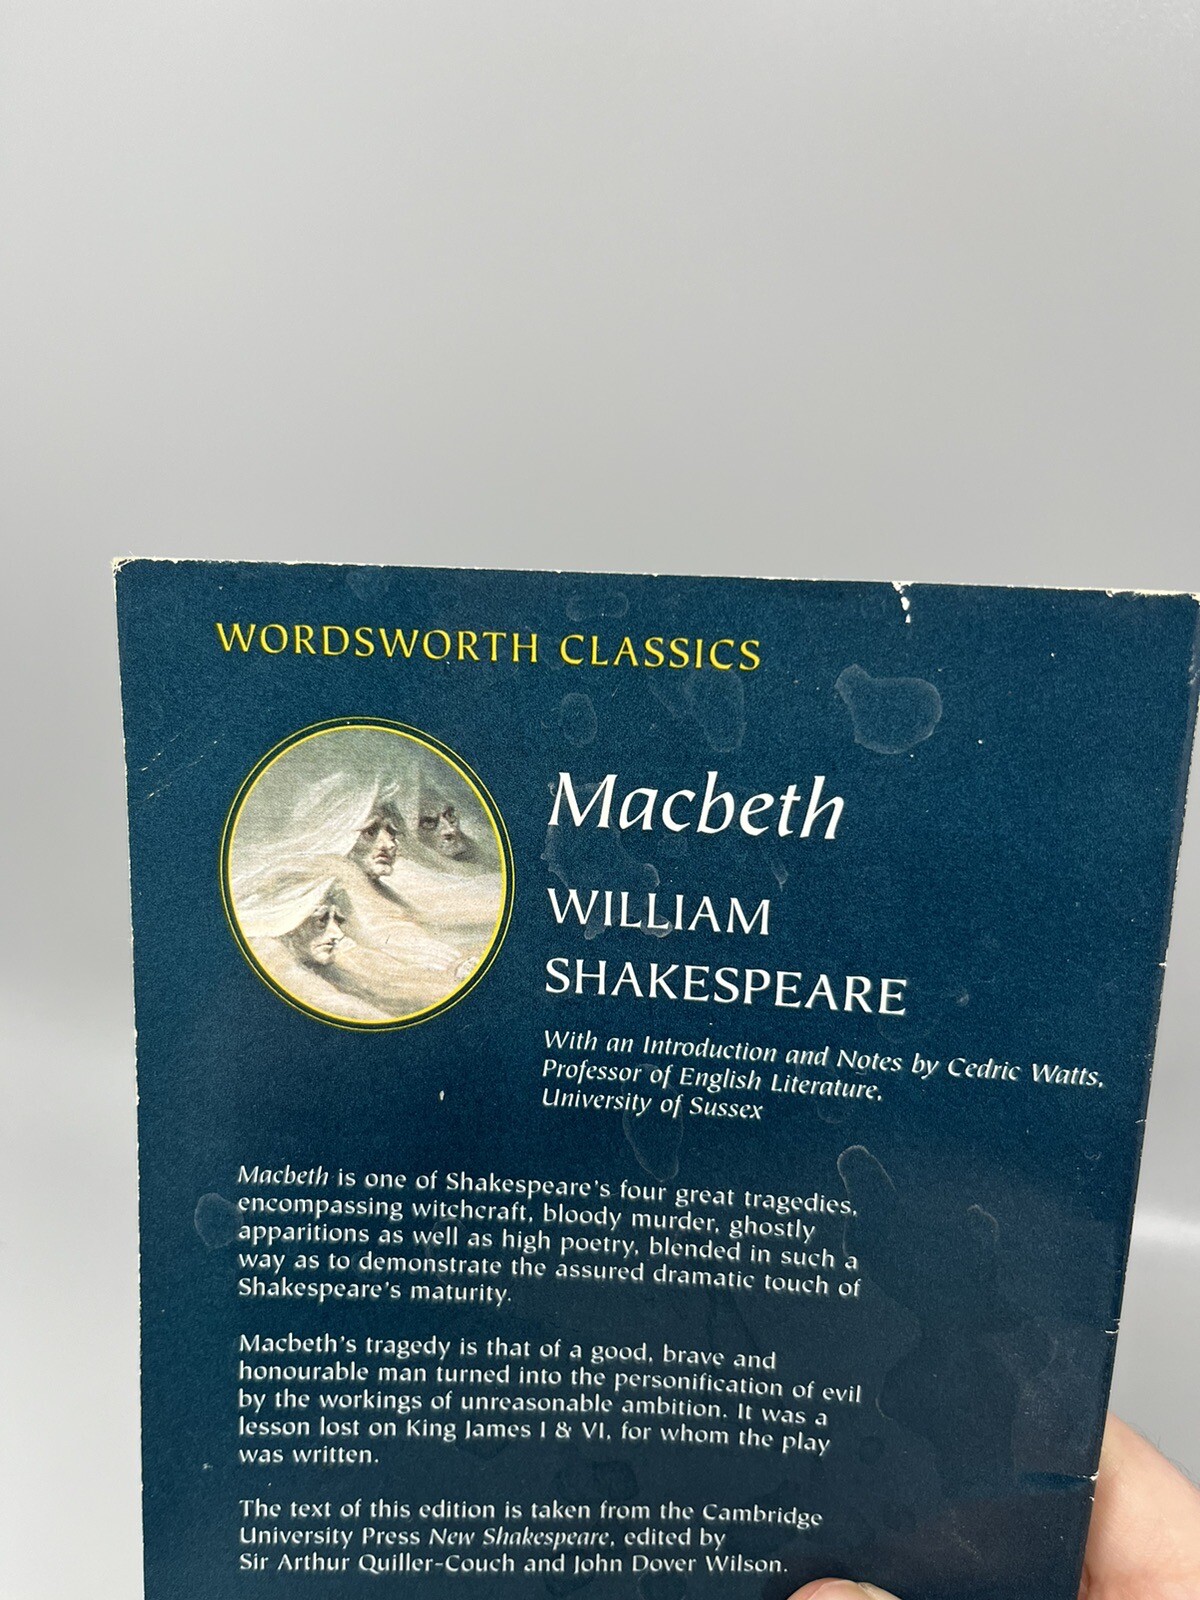 WORDSWORTH CLASSICS
Macbeth
WILLIAM
SHAKESPEARE
With an Introduction and Notes by Cedric Watts,
Professor of English Literature,
University of Sussex
Macbeth is one of Shakespeare's four great tragedies,
encompassing witchcraft, bloody murder, ghostly
apparitions as well as high poetry, blended in such a
way as to demonstrate the assured dramatic touch of
Shakespeare's maturity.
Macbeth's tragedy is that of a good, brave and
honourable man turned into the personification of evil
by the workings of unreasonable ambition. It was a
lesson lost on King James I & VI, for whom the play
was written.
The text of this edition is taken from the Cambridge
University Press New Shakespeare, edited by
Sir Arthur Quiller-Couch and John Dover Wilson.